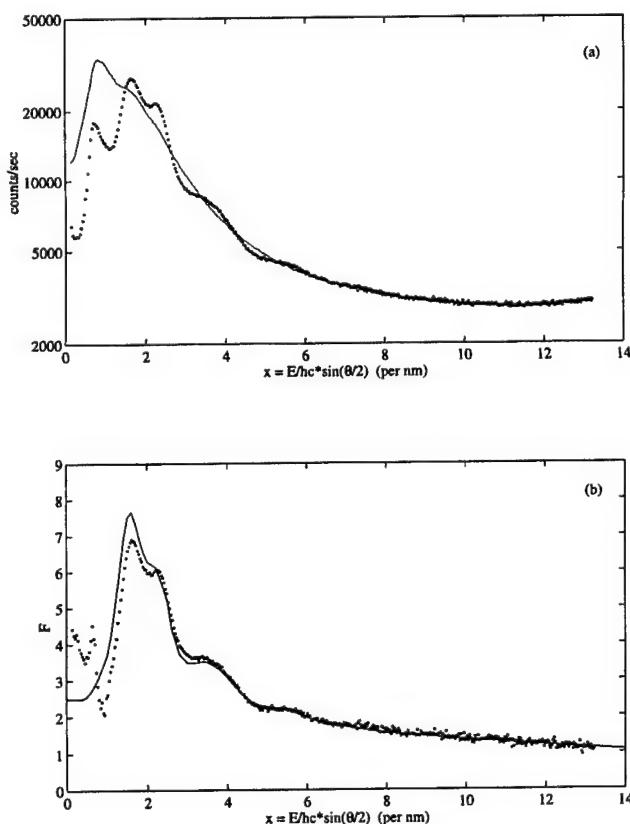 (a)
50000
20000
10000
5000
2000
counts/sec
0 2 4 6 8 10 12 14
x = E/hc*sin(θ/2) (per nm)
(b)
9
8
7
6
5
4
3
2
1
0
F
0 2 4 6 8 10 12 14
x = E/hc*sin(θ/2) (per nm)